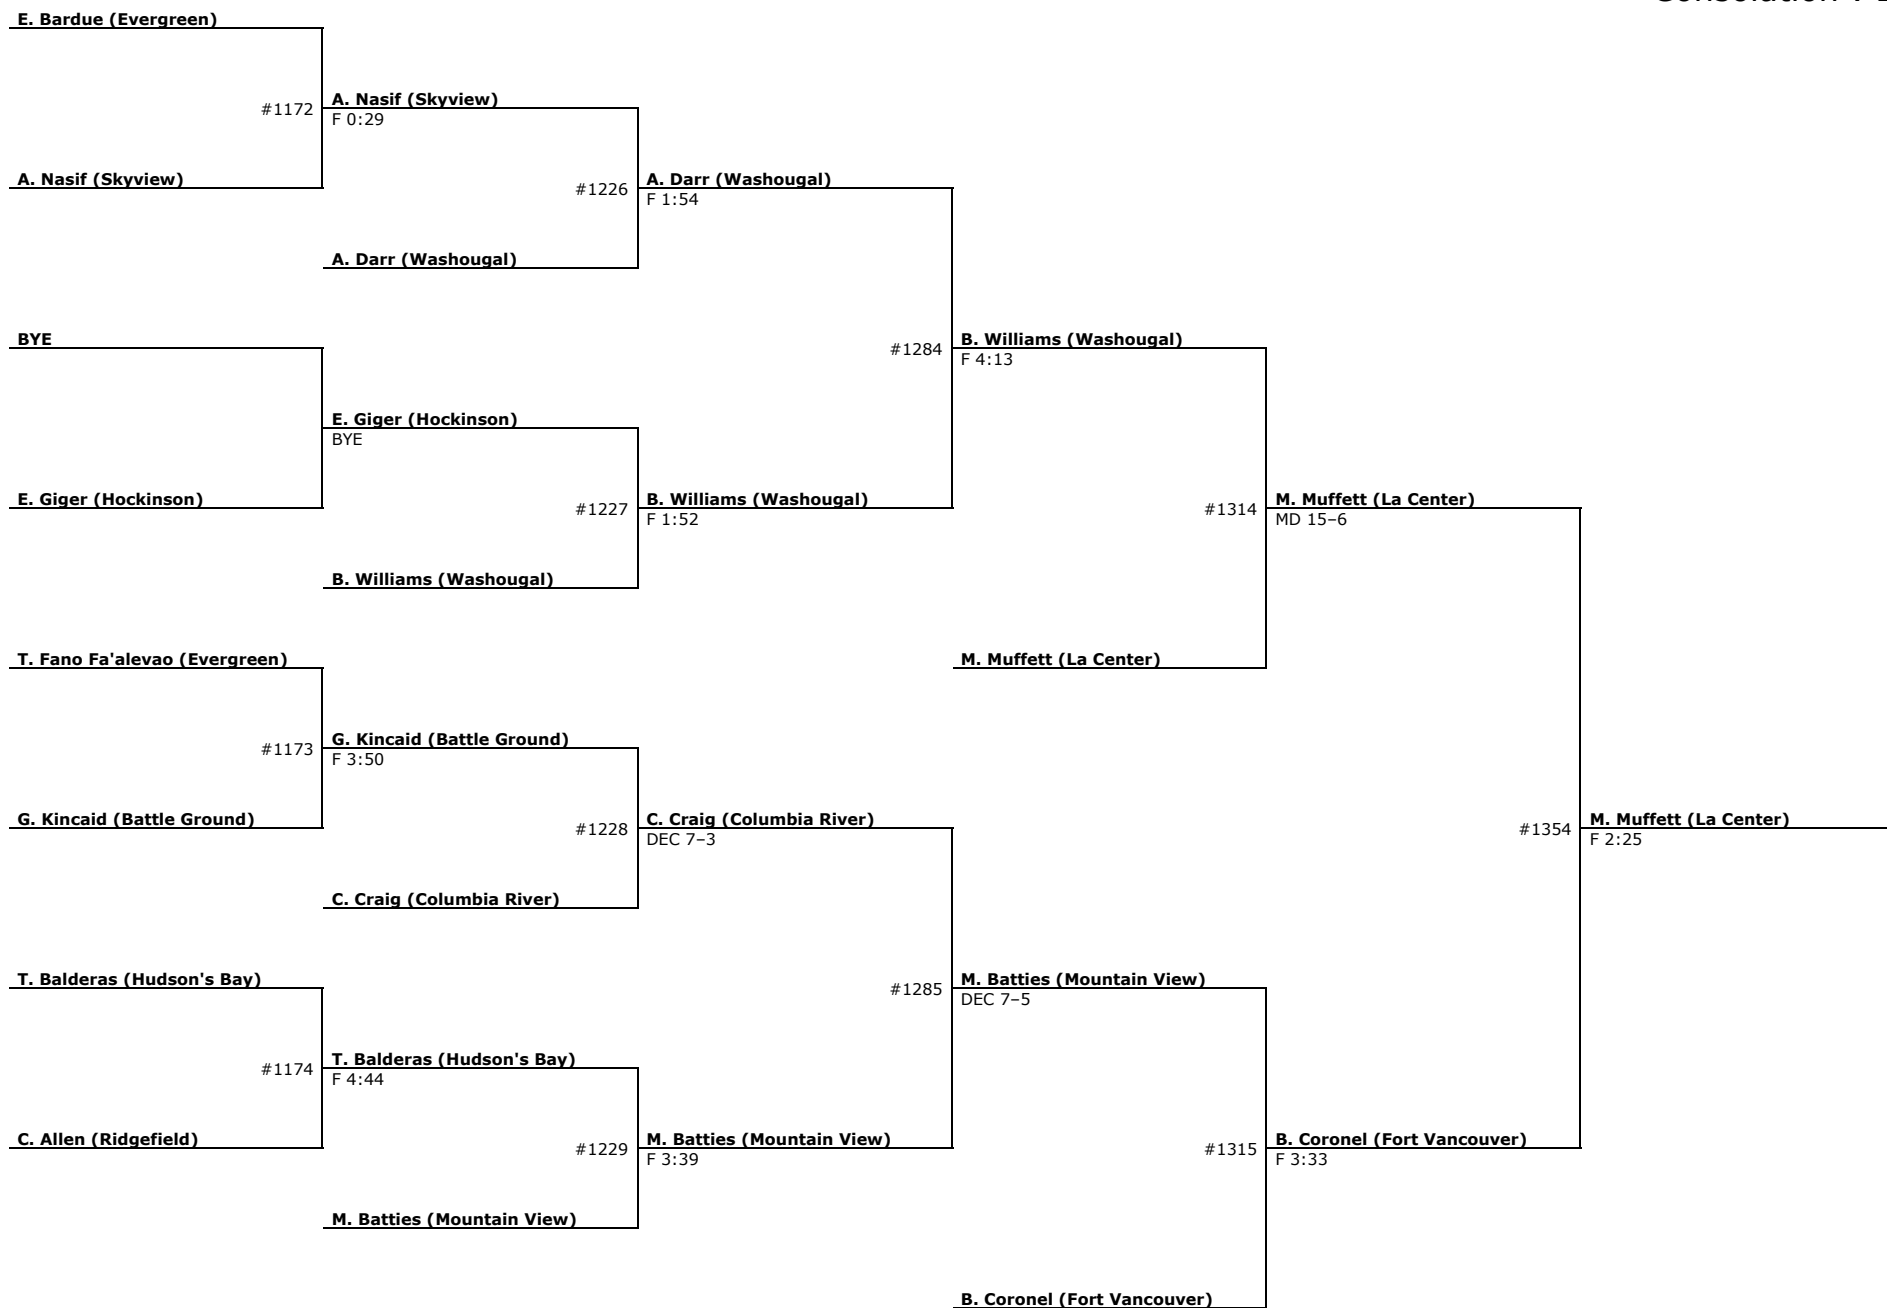 E. Bardue (Evergreen)
#1172
A. Nasif (Skyview)
F 0:29
A. Nasif (Skyview)
#1226
A. Darr (Washougal)
F 1:54
A. Darr (Washougal)
BYE
#1284
B. Williams (Washougal)
F 4:13
E. Giger (Hockinson)
BYE
E. Giger (Hockinson)
#1227
B. Williams (Washougal)
F 1:52
#1314
M. Muffett (La Center)
MD 15–6
B. Williams (Washougal)
T. Fano Fa'alevao (Evergreen)
M. Muffett (La Center)
#1173
G. Kincaid (Battle Ground)
F 3:50
G. Kincaid (Battle Ground)
#1228
C. Craig (Columbia River)
DEC 7–3
#1354
M. Muffett (La Center)
F 2:25
C. Craig (Columbia River)
T. Balderas (Hudson's Bay)
#1285
M. Batties (Mountain View)
DEC 7–5
#1174
T. Balderas (Hudson's Bay)
F 4:44
C. Allen (Ridgefield)
#1229
M. Batties (Mountain View)
F 3:39
#1315
B. Coronel (Fort Vancouver)
F 3:33
M. Batties (Mountain View)
B. Coronel (Fort Vancouver)